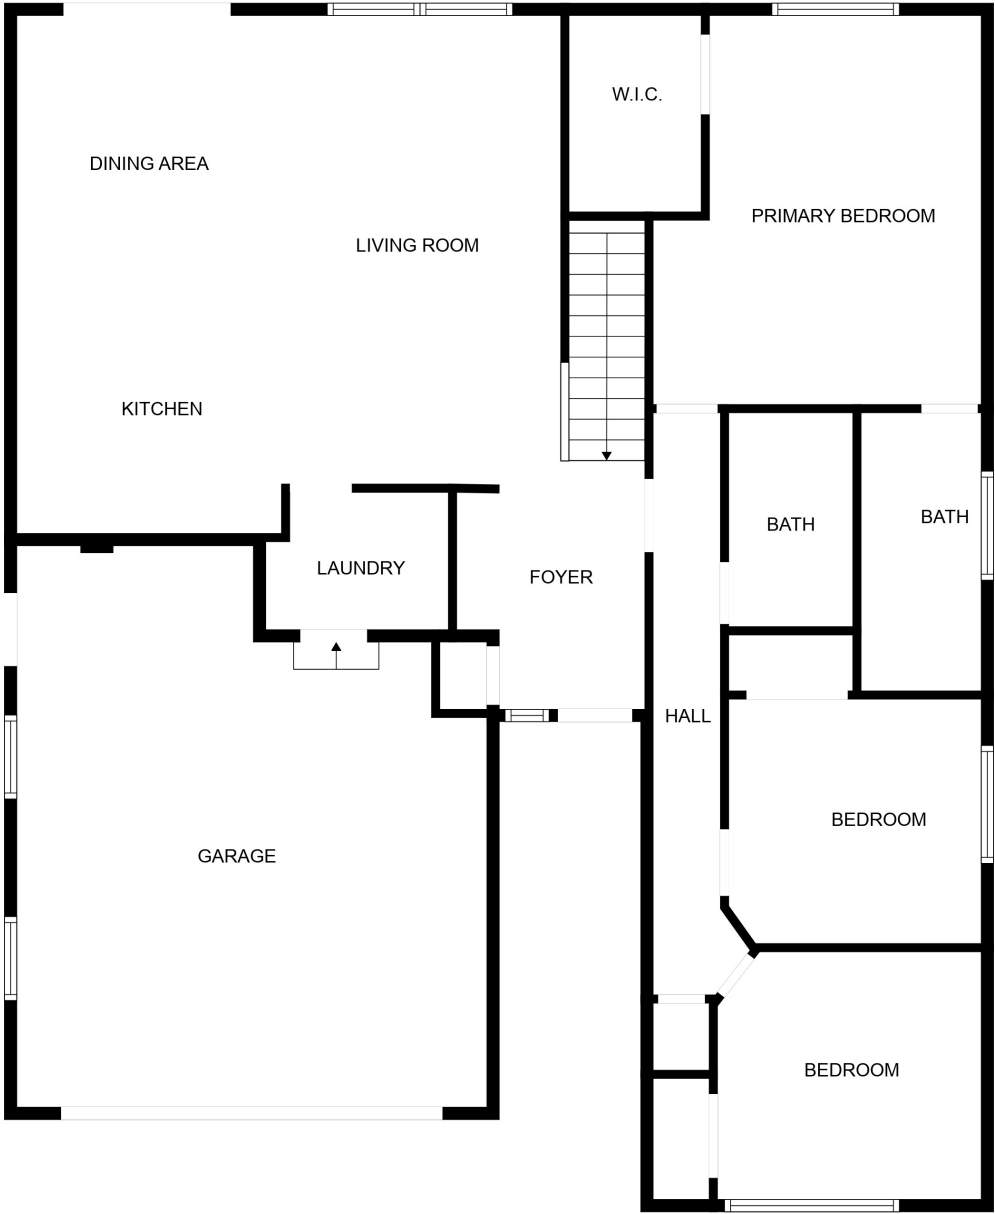 W.I.C.
DINING AREA
PRIMARY BEDROOM
LIVING ROOM
KITCHEN
BATH
BATH
LAUNDRY
FOYER
HALL
BEDROOM
GARAGE
BEDROOM